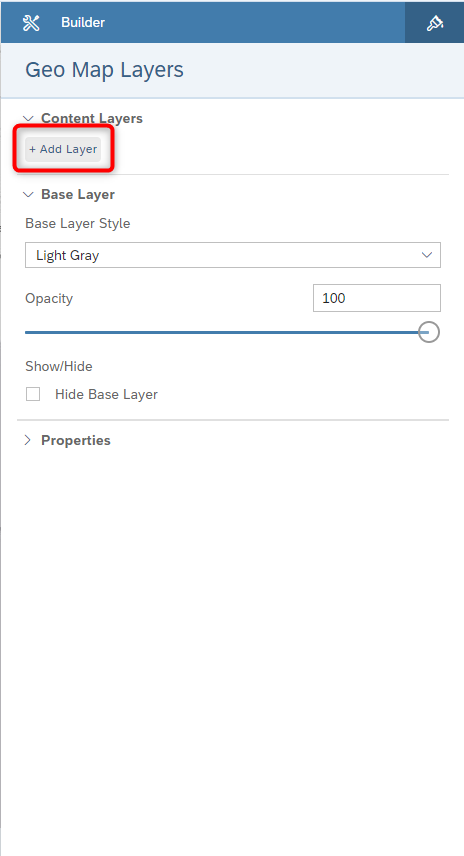 Builder
Geo Map Layers
Content Layers
+ Add Layer
Base Layer
Base Layer Style
Light Gray
Opacity
100
Show/Hide
Hide Base Layer
Properties